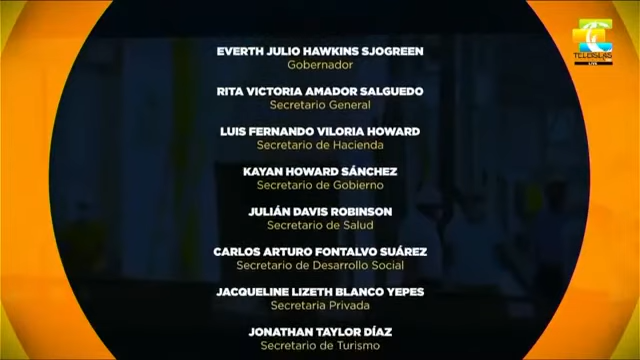 TELEISLAS
EVERTH JULIO HAWKINS SJOGREEN
Gobernador
RITA VICTORIA AMADOR SALGUEDO
Secretario General
LUIS FERNANDO VILORIA HOWARD
Secretario de Hacienda
KAYAN HOWARD SÁNCHEZ
Secretario de Gobierno
JULIÁN DAVIS ROBINSON
Secretario de Salud
CARLOS ARTURO FONTALVO SUÁREZ
Secretario de Desarrollo Social
JACQUELINE LIZETH BLANCO YEPES
Secretaria Privada
JONATHAN TAYLOR DÍAZ
Secretario de Turismo